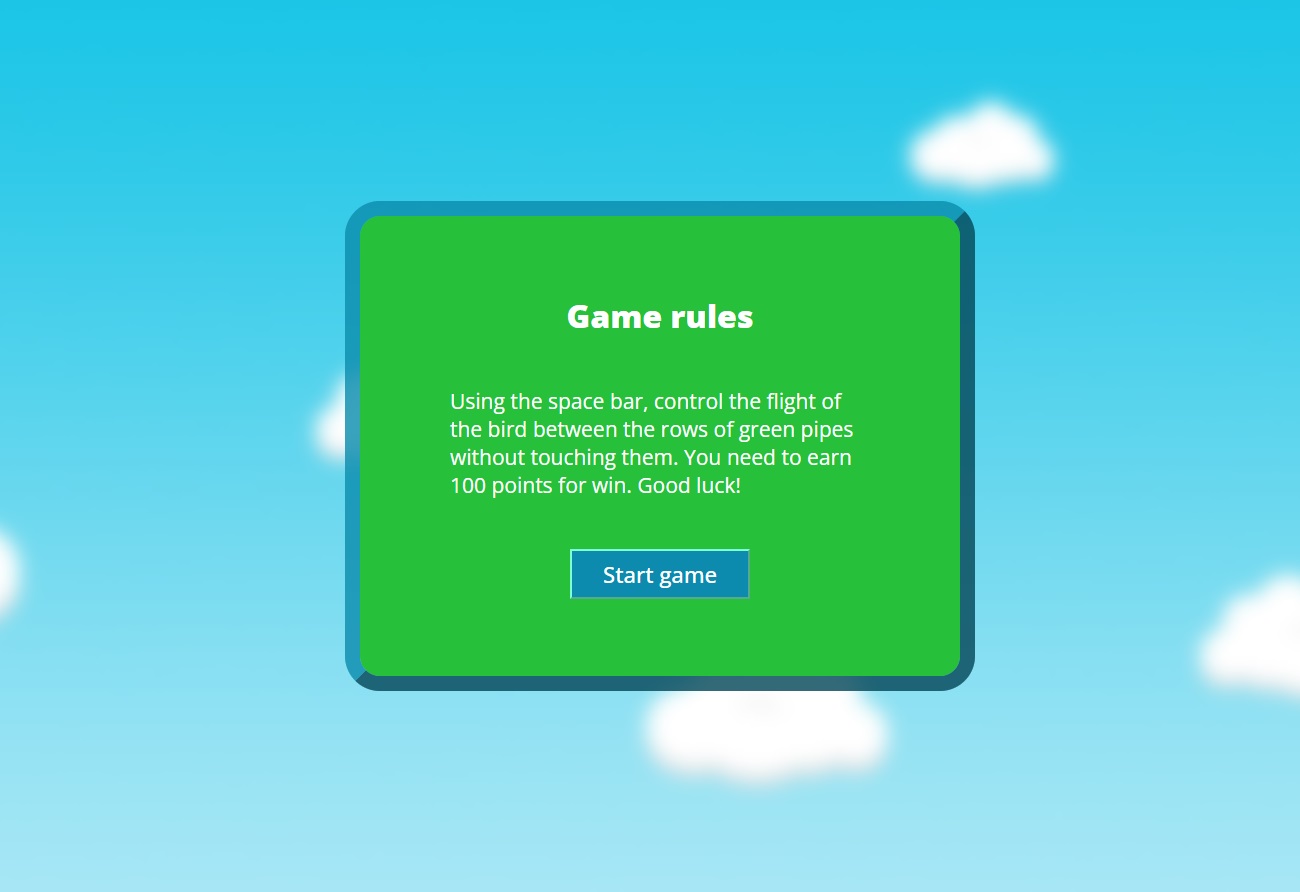 Game rules
Using the space bar, control the flight of
the bird between the rows of green pipes
without touching them. You need to earn
100 points for win. Good luck!
Start game